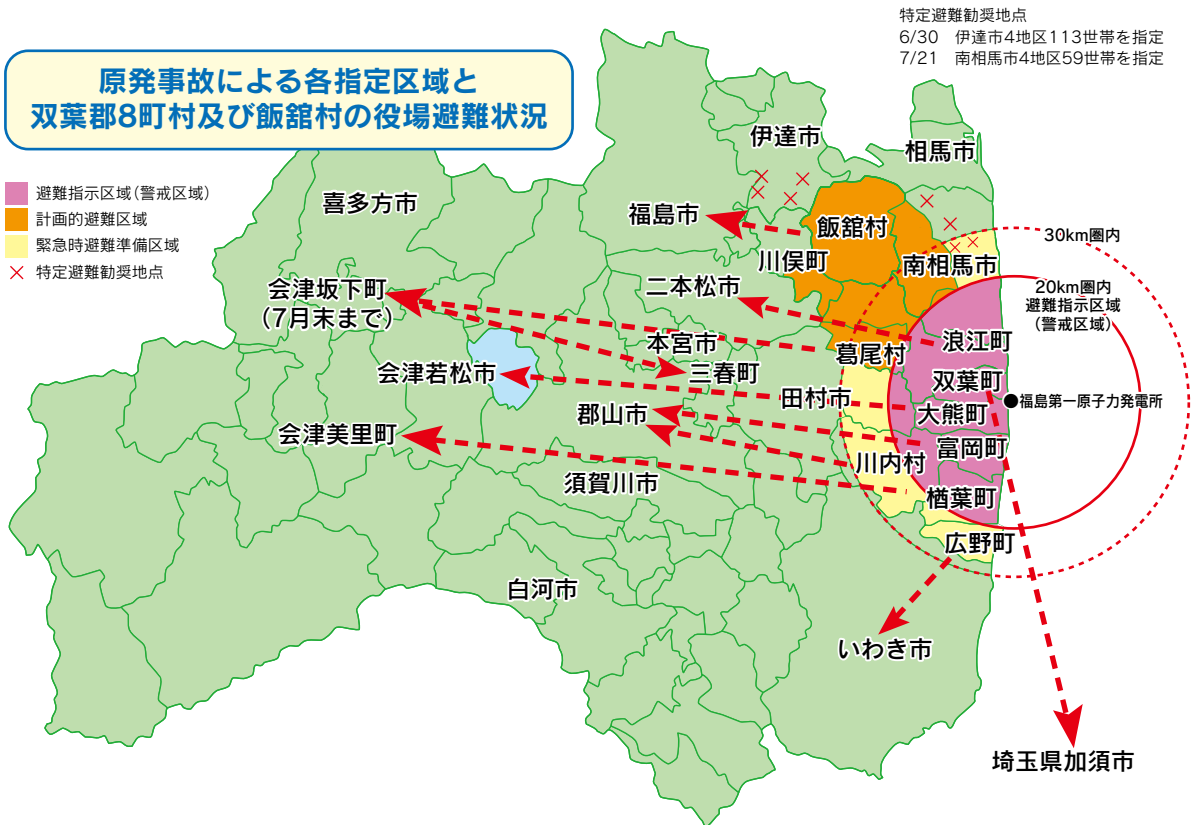 特定避難勧奨地点
6/30 伊達市4地区113世帯を指定
7/21 南相馬市4地区59世帯を指定
原発事故による各指定区域と
双葉郡8町村及び飯舘村の役場避難状況
避難指示区域(警戒区域)
計画的避難区域
緊急時避難準備区域
特定避難勧奨地点
伊達市
相馬市
喜多方市
福島市
飯舘村
30km圏内
川俣町
南相馬市
会津坂下町
(7月末まで)
二本松市
20km圏内
避難指示区域
(警戒区域)
本宮市
浪江町
葛尾村
会津若松市
三春町
双葉町
田村市
大熊町
福島第一原子力発電所
郡山市
会津美里町
富岡町
川内村
須賀川市
楢葉町
広野町
白河市
いわき市
埼玉県加須市